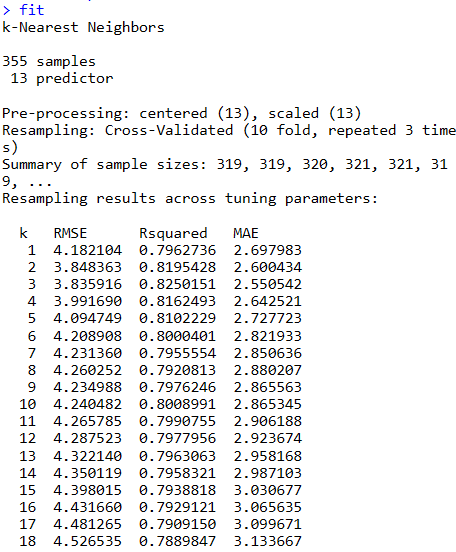 > fit
k-Nearest Neighbors
355 samples
13 predictor
Pre-processing: centered (13), scaled (13)
Resampling: Cross-Validated (10 fold, repeated 3 time
s)
Summary of sample sizes: 319, 319, 320, 321, 321, 31
9, ...
Resampling results across tuning parameters:
k RMSE Rsquared MAE
1 4.182104 0.7962736 2.697983
2 3.848363 0.8195428 2.600434
3 3.835916 0.8250151 2.550542
4 3.991690 0.8162493 2.642521
5 4.094749 0.8102229 2.727723
6 4.208908 0.8000401 2.821933
7 4.231360 0.7955554 2.850636
8 4.260252 0.7920813 2.880207
9 4.234988 0.7976246 2.865563
10 4.240482 0.8008991 2.865345
11 4.265785 0.7990755 2.906188
12 4.287523 0.7977956 2.923674
13 4.322140 0.7963063 2.958168
14 4.350119 0.7958321 2.987103
15 4.398015 0.7938818 3.030677
16 4.431660 0.7929121 3.065635
17 4.481265 0.7909150 3.099671
18 4.526535 0.7889847 3.133667